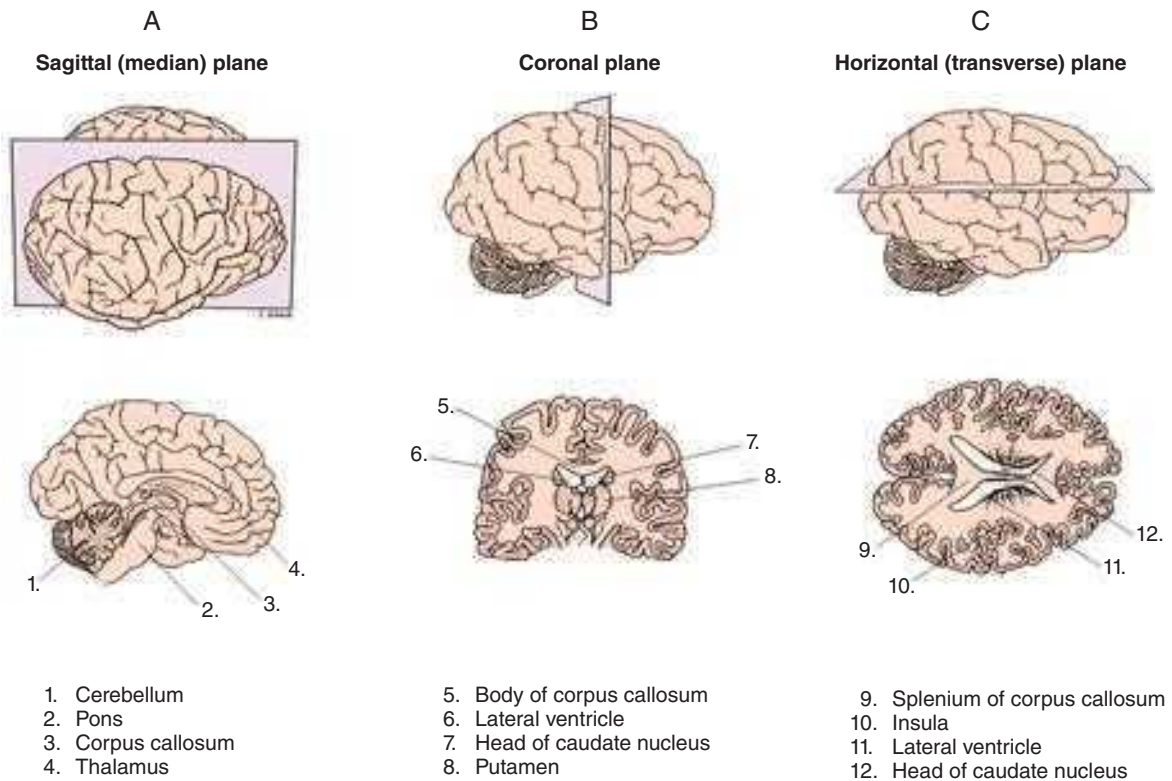 A
Sagittal (median) plane
B
Coronal plane
C
Horizontal (transverse) plane
1.
2.
3.
4.
5.
6.
7.
8.
9.
10.
11.
12.
1. Cerebellum
2. Pons
3. Corpus callosum
4. Thalamus
5. Body of corpus callosum
6. Lateral ventricle
7. Head of caudate nucleus
8. Putamen
9. Splenium of corpus callosum
10. Insula
11. Lateral ventricle
12. Head of caudate nucleus